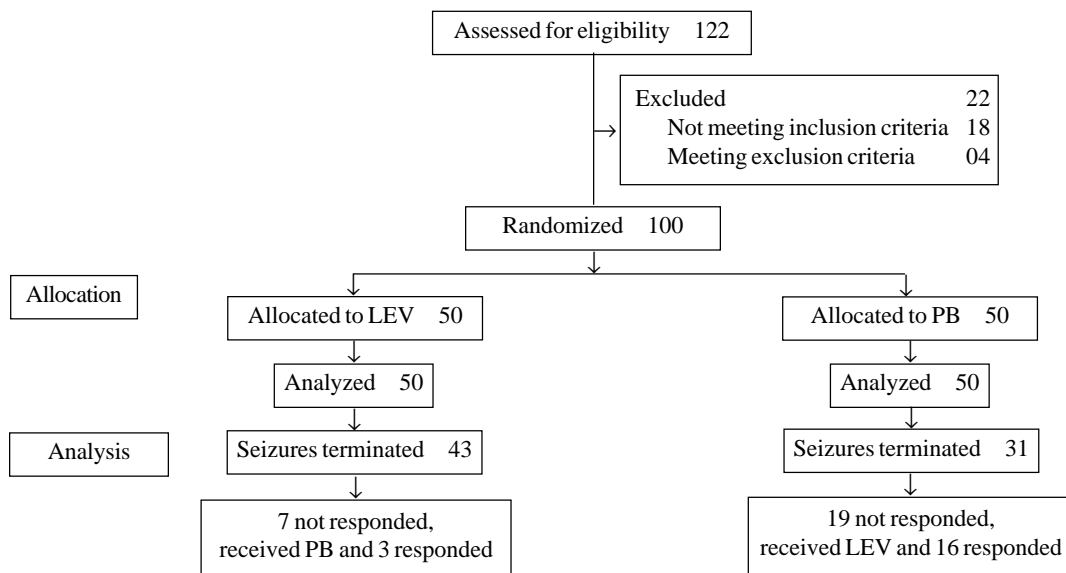 Assessed for eligibility 122
Excluded 22
Not meeting inclusion criteria 18
Meeting exclusion criteria 04
Randomized 100
Allocation
Allocated to LEV 50
Allocated to PB 50
Analyzed 50
Analyzed 50
Analysis
Seizures terminated 43
Seizures terminated 31
7 not responded,
received PB and 3 responded
19 not responded,
received LEV and 16 responded